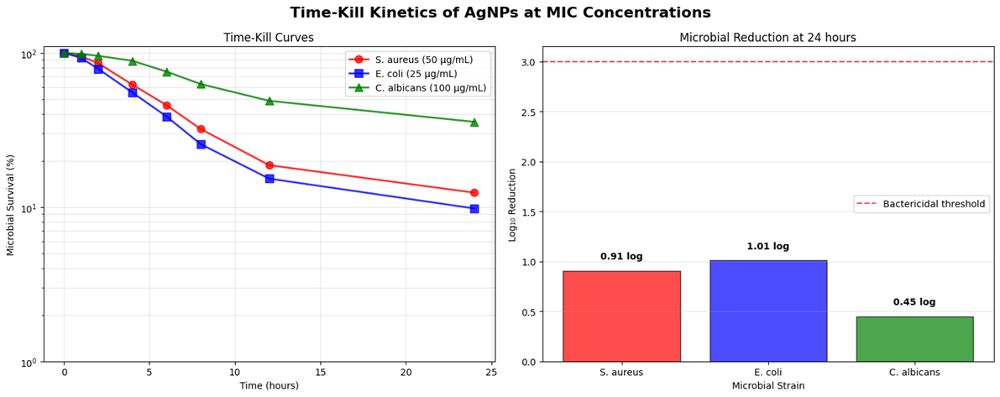 Time-Kill Kinetics of AgNPs at MIC Concentrations
Time-Kill Curves
Microbial Survival (%)
10²
10¹
10⁰
S. aureus (50 μg/mL)
E. coli (25 μg/mL)
C. albicans (100 μg/mL)
0
5
10
15
20
25
Time (hours)
Microbial Reduction at 24 hours
Log₁₀ Reduction
3.0
2.5
2.0
1.5
1.0
0.5
0.0
Bactericidal threshold
0.91 log
1.01 log
0.45 log
S. aureus
E. coli
C. albicans
Microbial Strain